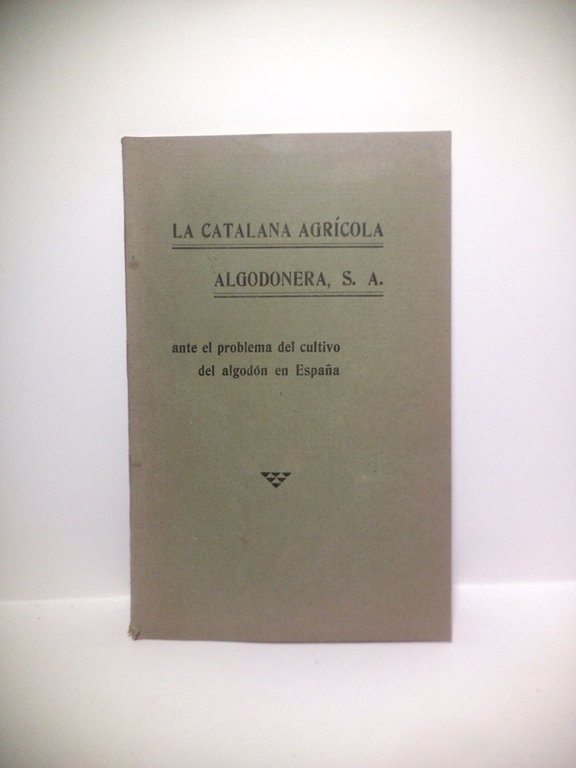 LA CATALANA AGRÍCOLA
ALGODONERA, S. A.
ante el problema del cultivo
del algodón en España